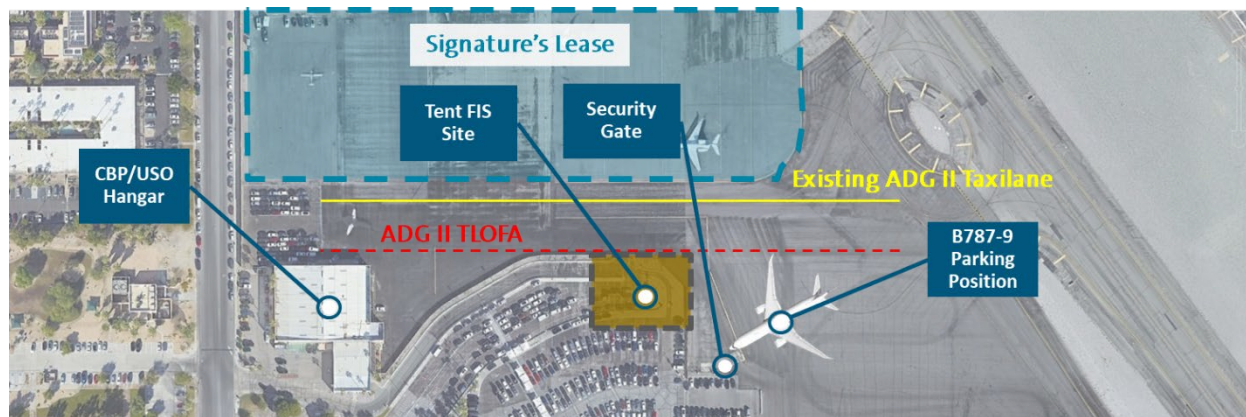 Signature's Lease
Tent FIS
Site
Security
Gate
CBP/USO
Hangar
Existing ADG II Taxilane
ADG II TLOFA
B787-9
Parking
Position